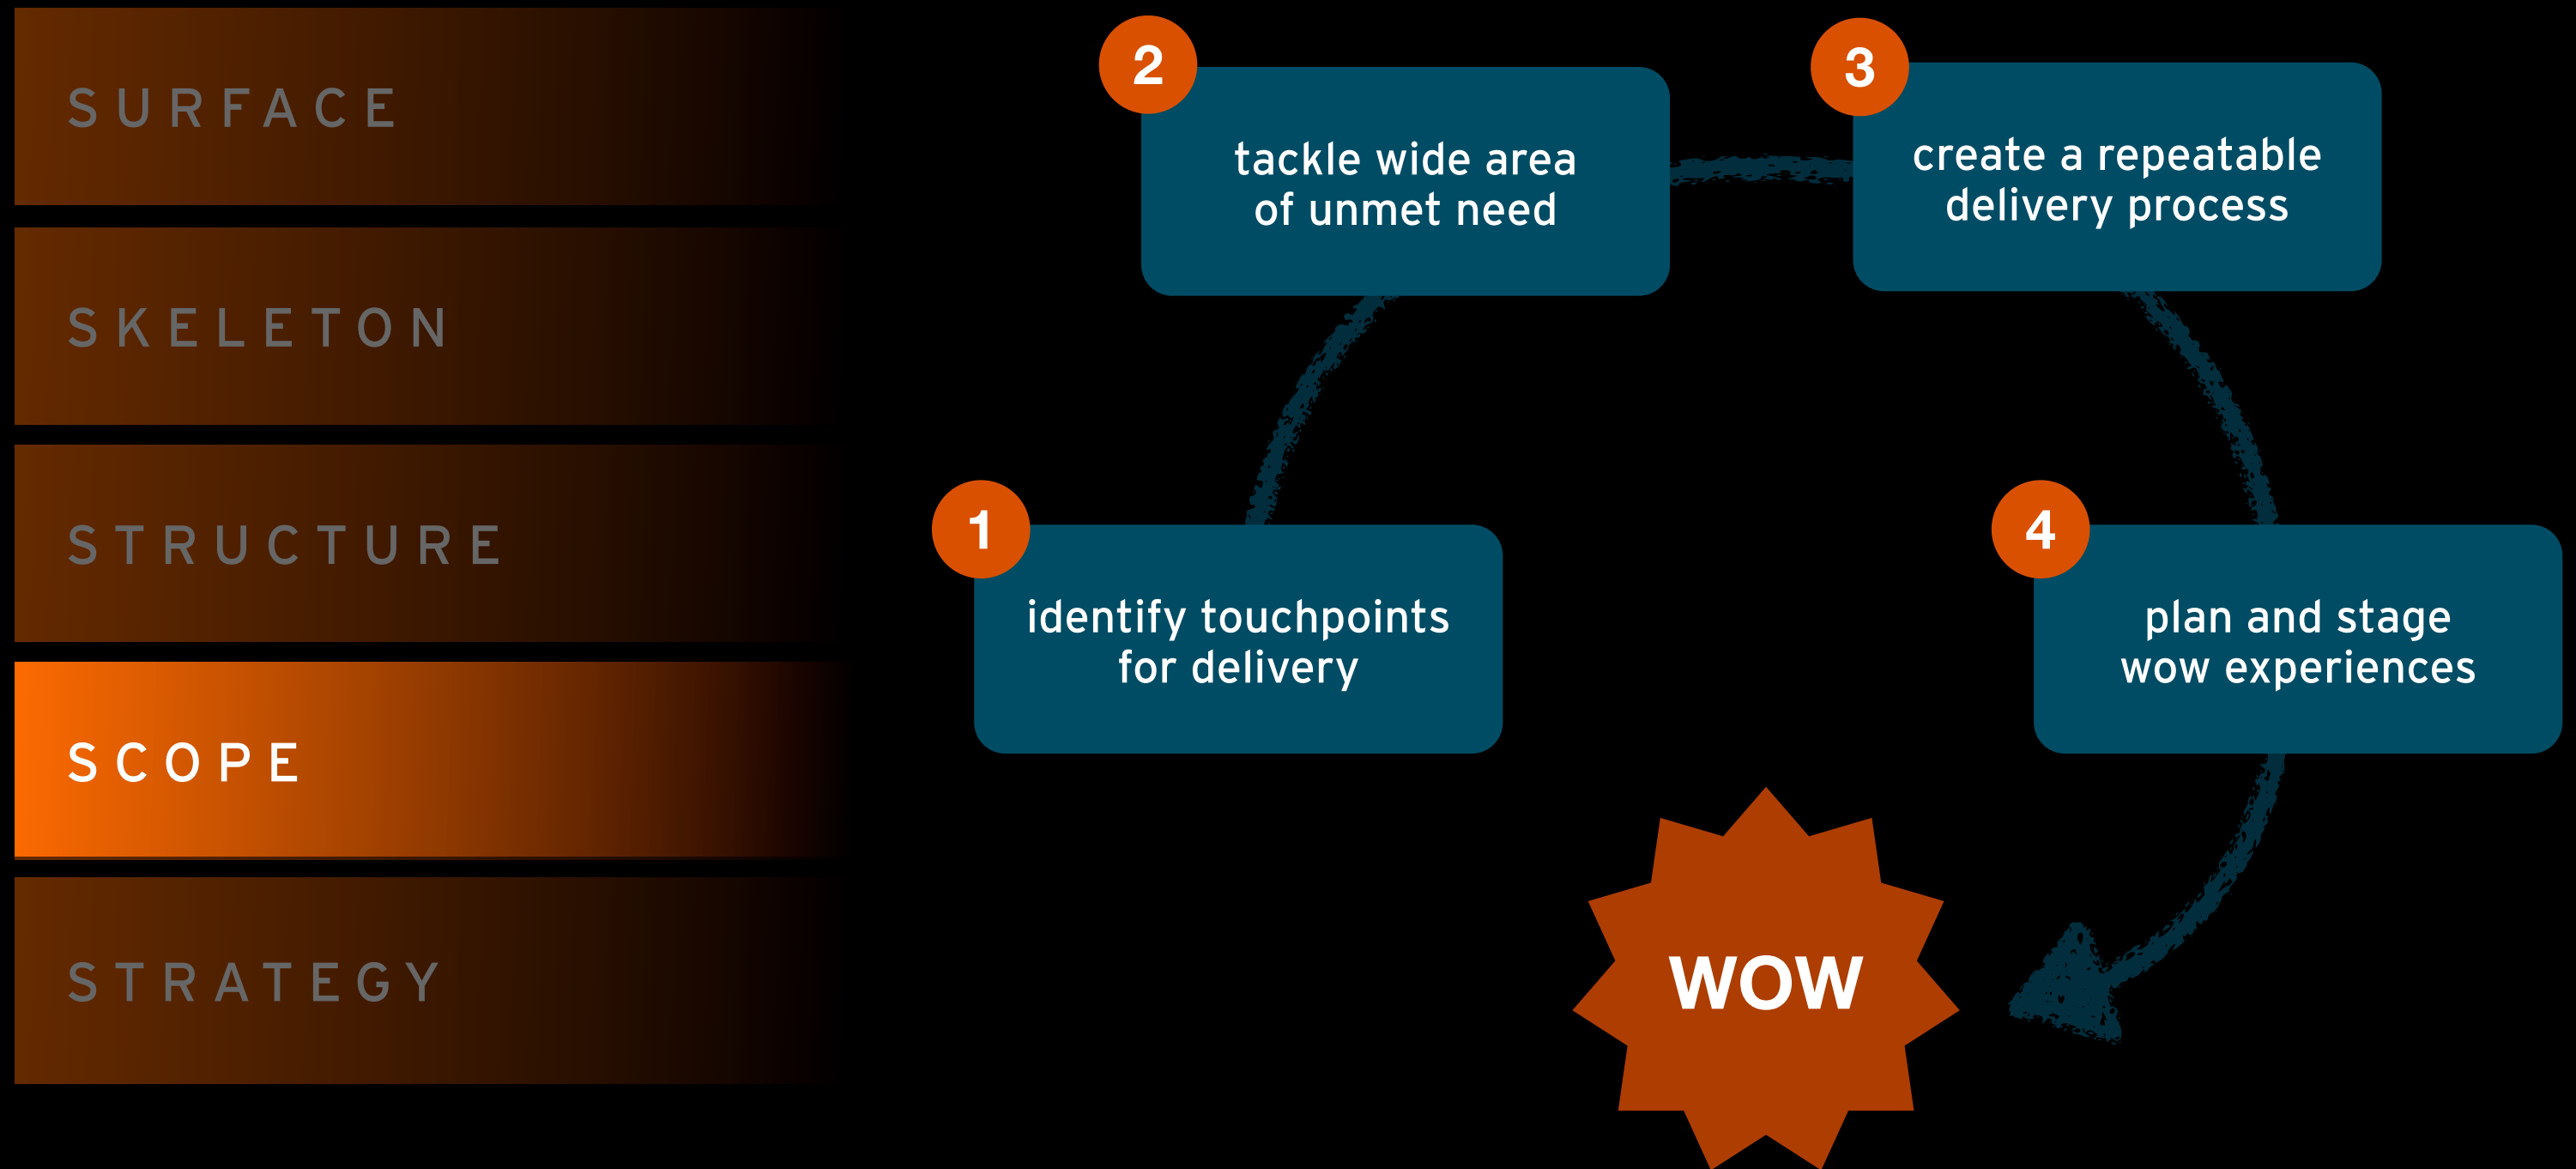 SURFACE
SKELETON
STRUCTURE
SCOPE
STRATEGY
1
identify touchpoints
for delivery
2
tackle wide area
of unmet need
3
create a repeatable
delivery process
4
plan and stage
wow experiences
WOW